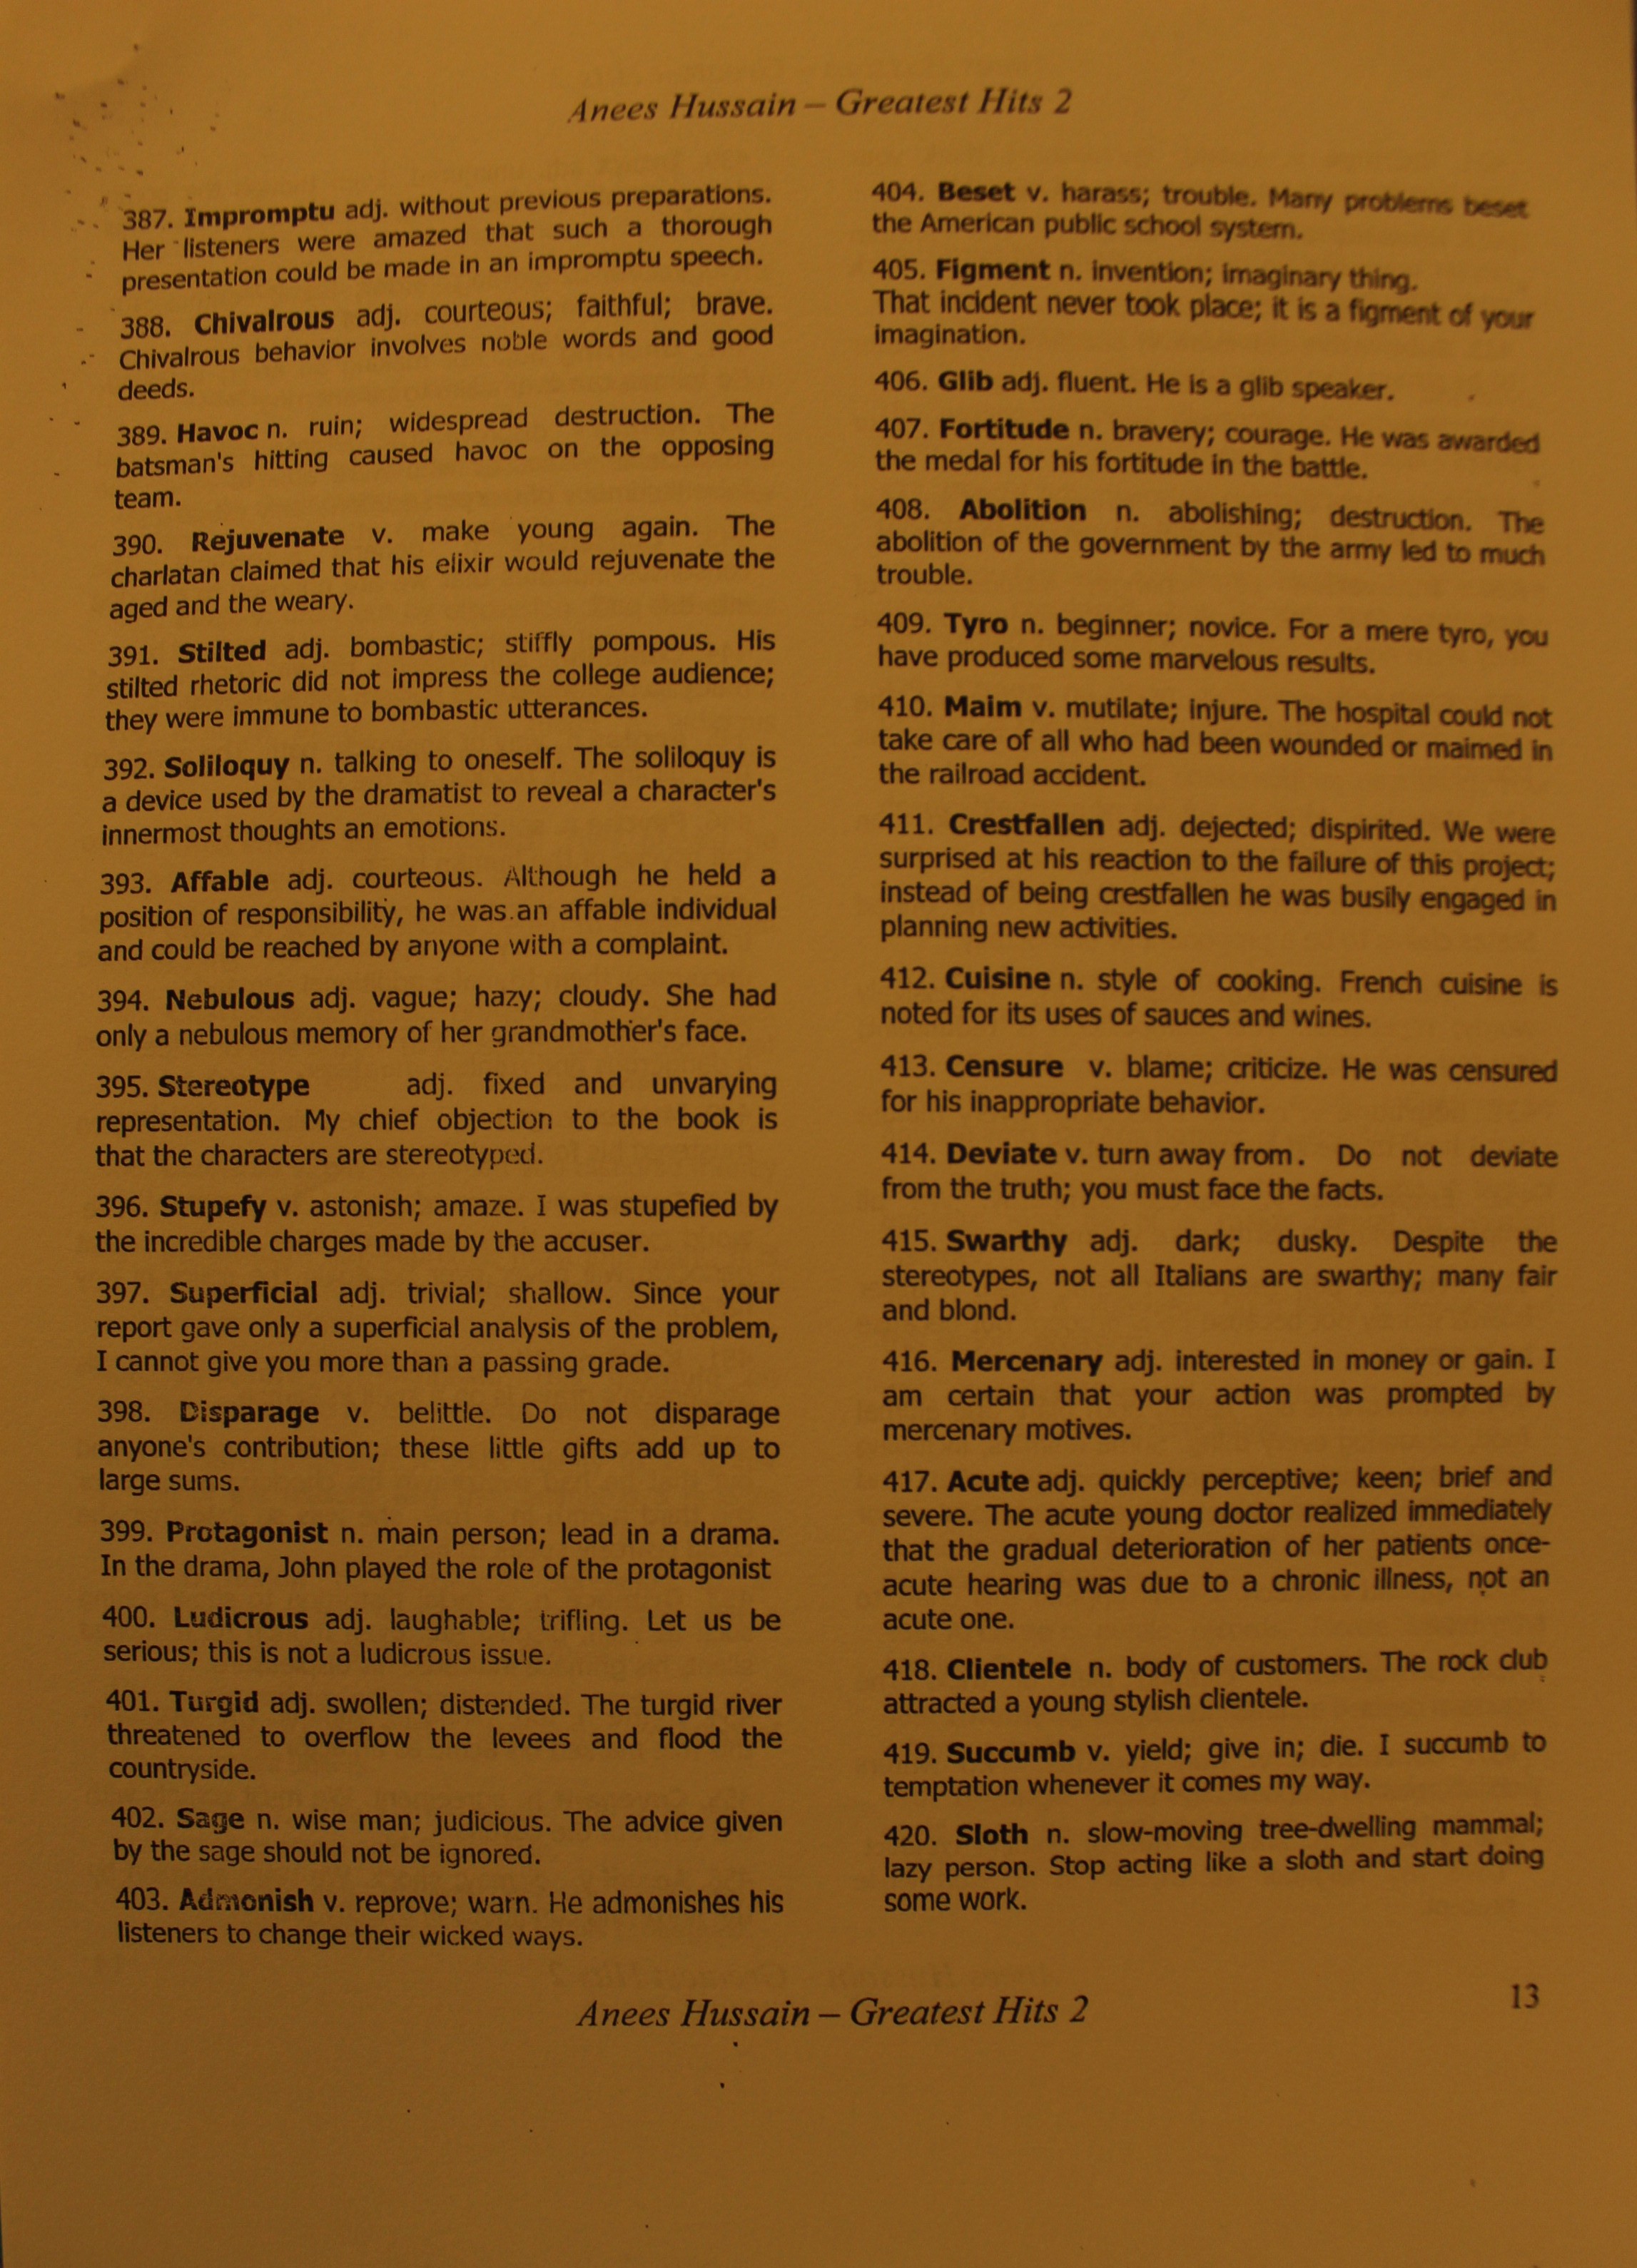 Anees Hussain – Greatest Hits 2
387. Impromptu adj. without previous preparations.
Her listeners were amazed that such a thorough
presentation could be made in an impromptu speech.
388. Chivalrous adj. courteous; faithful; brave.
Chivalrous behavior involves noble words and good
deeds.
389. Havoc n. ruin; widespread destruction. The
batsman's hitting caused havoc on the opposing
team.
390. Rejuvenate v. make young again. The
charlatan claimed that his elixir would rejuvenate the
aged and the weary.
391. Stilted adj. bombastic; stiffly pompous. His
stilted rhetoric did not impress the college audience;
they were immune to bombastic utterances.
392. Soliloquy n. talking to oneself. The soliloquy is
a device used by the dramatist to reveal a character's
innermost thoughts an emotions.
393. Affable adj. courteous. Although he held a
position of responsibility, he was an affable individual
and could be reached by anyone with a complaint.
394. Nebulous adj. vague; hazy; cloudy. She had
only a nebulous memory of her grandmother's face.
395. Stereotype adj. fixed and unvarying
representation. My chief objection to the book is
that the characters are stereotyped.
396. Stupefy v. astonish; amaze. I was stupefied by
the incredible charges made by the accuser.
397. Superficial adj. trivial; shallow. Since your
report gave only a superficial analysis of the problem,
I cannot give you more than a passing grade.
398. Disparage v. belittle. Do not disparage
anyone's contribution; these little gifts add up to
large sums.
399. Protagonist n. main person; lead in a drama.
In the drama, John played the role of the protagonist
400. Ludicrous adj. laughable; trifling. Let us be
serious; this is not a ludicrous issue.
401. Turgid adj. swollen; distended. The turgid river
threatened to overflow the levees and flood the
countryside.
402. Sage n. wise man; judicious. The advice given
by the sage should not be ignored.
403. Admonish v. reprove; warn. He admonishes his
listeners to change their wicked ways.
404. Beset v. harass; trouble. Many problems beset
the American public school system.
405. Figment n. invention; imaginary thing.
That incident never took place; it is a figment of your
imagination.
406. Glib adj. fluent. He is a glib speaker.
407. Fortitude n. bravery; courage. He was awarded
the medal for his fortitude in the battle.
408. Abolition n. abolishing; destruction. The
abolition of the government by the army led to much
trouble.
409. Tyro n. beginner; novice. For a mere tyro, you
have produced some marvelous results.
410. Maim v. mutilate; injure. The hospital could not
take care of all who had been wounded or maimed in
the railroad accident.
411. Crestfallen adj. dejected; dispirited. We were
surprised at his reaction to the failure of this project;
instead of being crestfallen he was busily engaged in
planning new activities.
412. Cuisine n. style of cooking. French cuisine is
noted for its uses of sauces and wines.
413. Censure v. blame; criticize. He was censured
for his inappropriate behavior.
414. Deviate v. turn away from. Do not deviate
from the truth; you must face the facts.
415. Swarthy adj. dark; dusky. Despite the
stereotypes, not all Italians are swarthy; many fair
and blond.
416. Mercenary adj. interested in money or gain. I
am certain that your action was prompted by
mercenary motives.
417. Acute adj. quickly perceptive; keen; brief and
severe. The acute young doctor realized immediately
that the gradual deterioration of her patients once-
acute hearing was due to a chronic illness, not an
acute one.
418. Clientele n. body of customers. The rock club
attracted a young stylish clientele.
419. Succumb v. yield; give in; die. I succumb to
temptation whenever it comes my way.
420. Sloth n. slow-moving tree-dwelling mammal;
lazy person. Stop acting like a sloth and start doing
some work.
Anees Hussain – Greatest Hits 2
13